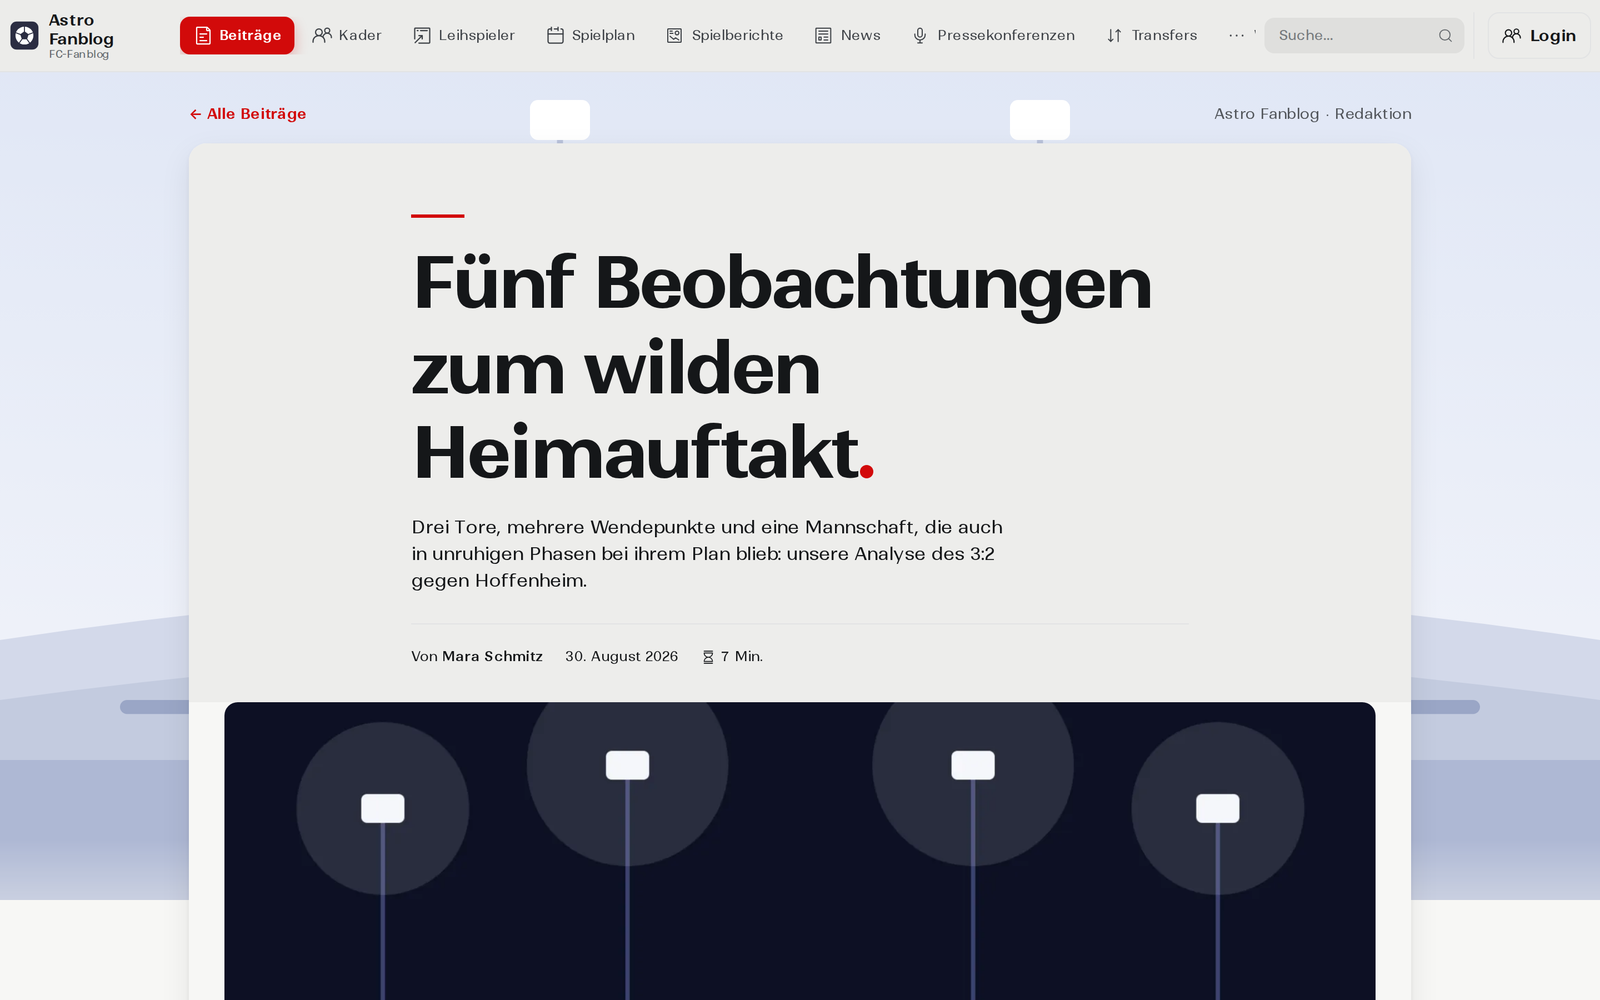 Astro
Fanblog
FC-Fanblog
Beiträge
Kader
Leihspieler
Spielplan
Spielberichte
News
Pressekonferenzen
Transfers
···
Suche...
Login
← Alle Beiträge
Astro Fanblog · Redaktion
Fünf Beobachtungen
zum wilden
Heimauftakt.
Drei Tore, mehrere Wendepunkte und eine Mannschaft, die auch
in unruhigen Phasen bei ihrem Plan blieb: unsere Analyse des 3:2
gegen Hoffenheim.
Von Mara Schmitz
30. August 2026
7 Min.